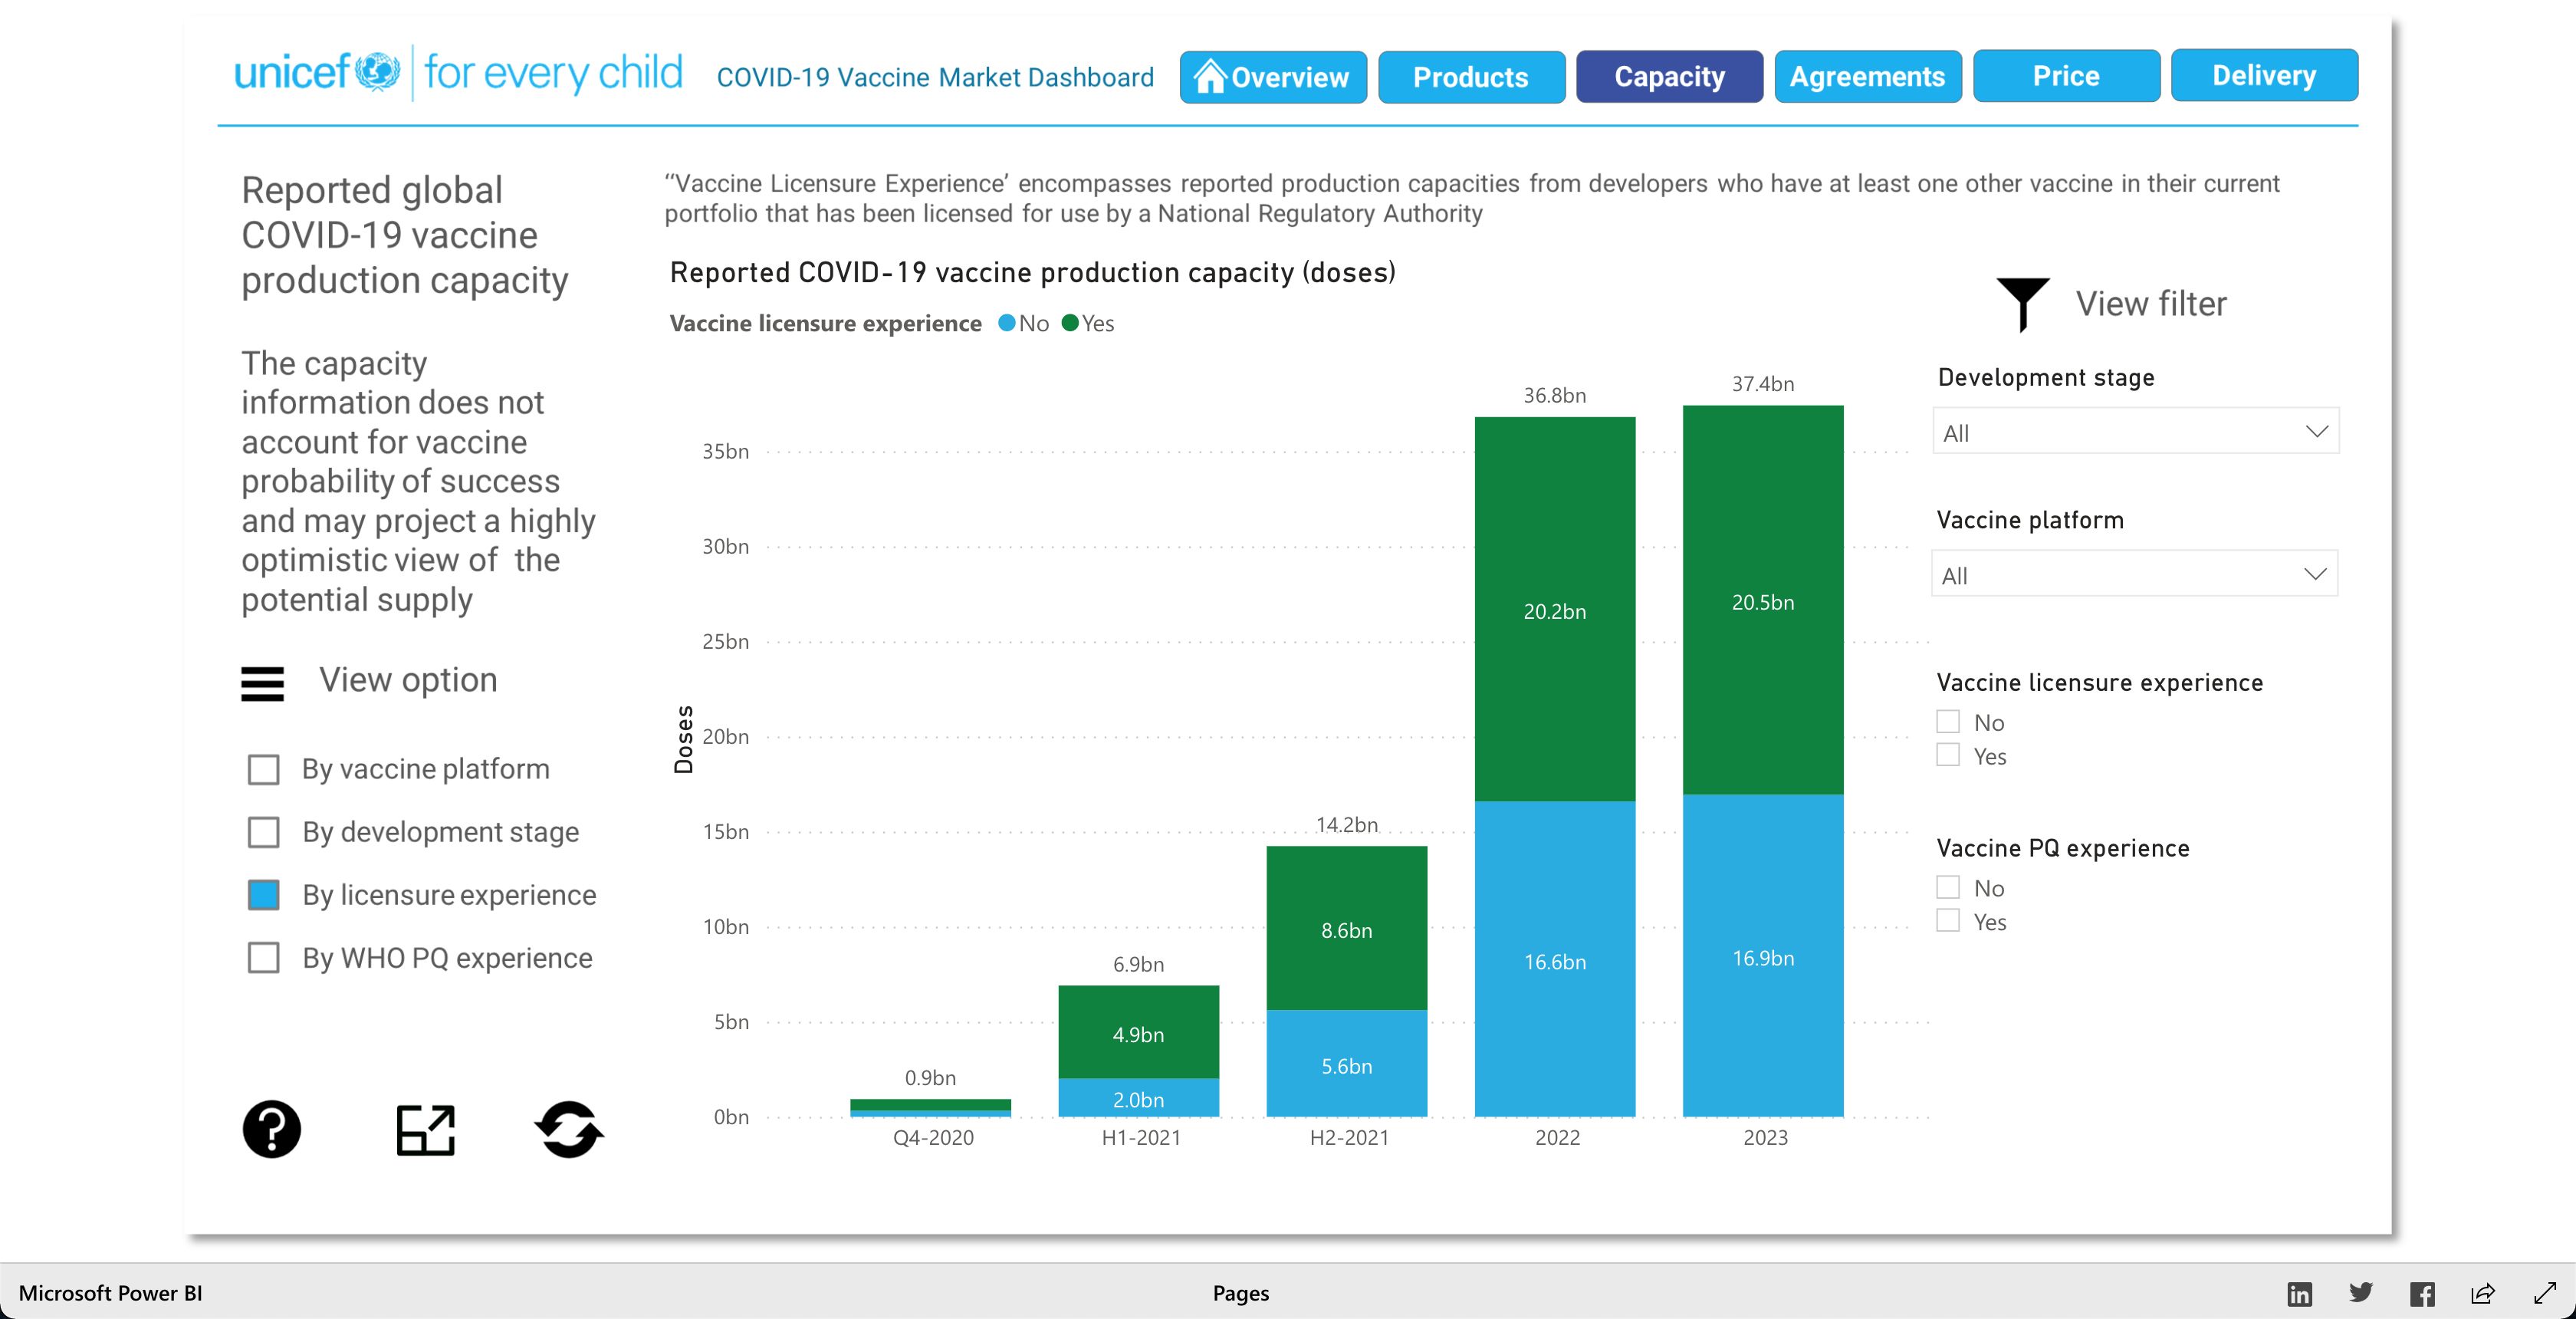 unicef for every child COVID-19 Vaccine Market Dashboard Overview Products Capacity Agreements Price Delivery
Reported global
COVID-19 vaccine
production capacity
The capacity
information does not
account for vaccine
probability of success
and may project a highly
optimistic view of the
potential supply
View option
By vaccine platform
By development stage
By licensure experience
By WHO PQ experience
?
“Vaccine Licensure Experience’ encompasses reported production capacities from developers who have at least one other vaccine in their current
portfolio that has been licensed for use by a National Regulatory Authority
Reported COVID-19 vaccine production capacity (doses)
Vaccine licensure experience No Yes
Doses
35bn
30bn
25bn
20bn
15bn
10bn
5bn
0bn
0.9bn
6.9bn
4.9bn
2.0bn
14.2bn
8.6bn
5.6bn
36.8bn
20.2bn
16.6bn
37.4bn
20.5bn
16.9bn
Q4-2020 H1-2021 H2-2021 2022 2023
View filter
Development stage
All
Vaccine platform
All
Vaccine licensure experience
No
Yes
Vaccine PQ experience
No
Yes
Microsoft Power BI Pages in f